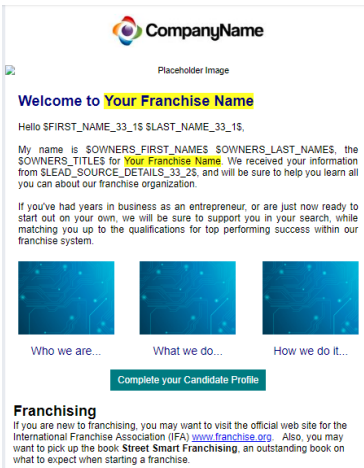 CompanyName
Placeholder Image
Welcome to Your Franchise Name
Hello $FIRST_NAME_33_1$ $LAST_NAME_33_1$,
My name is $OWNERS_FIRST_NAME$ $OWNERS_LAST_NAME$, the
$OWNERS_TITLE$ for Your Franchise Name. We received your information
from $LEAD_SOURCE_DETAILS_33_2$, and will be sure to help you learn all
you can about our franchise organization.
If you've had years in business as an entrepreneur, or are just now ready to
start out on your own, we will be sure to support you in your search, while
matching you up to the qualifications for top performing success within our
franchise system.
Who we are... What we do... How we do it...
Complete your Candidate Profile
Franchising
If you are new to franchising, you may want to visit the official web site for the
International Franchise Association (IFA) www.franchise.org. Also, you may
want to pick up the book Street Smart Franchising, an outstanding book on
what to expect when starting a franchise.